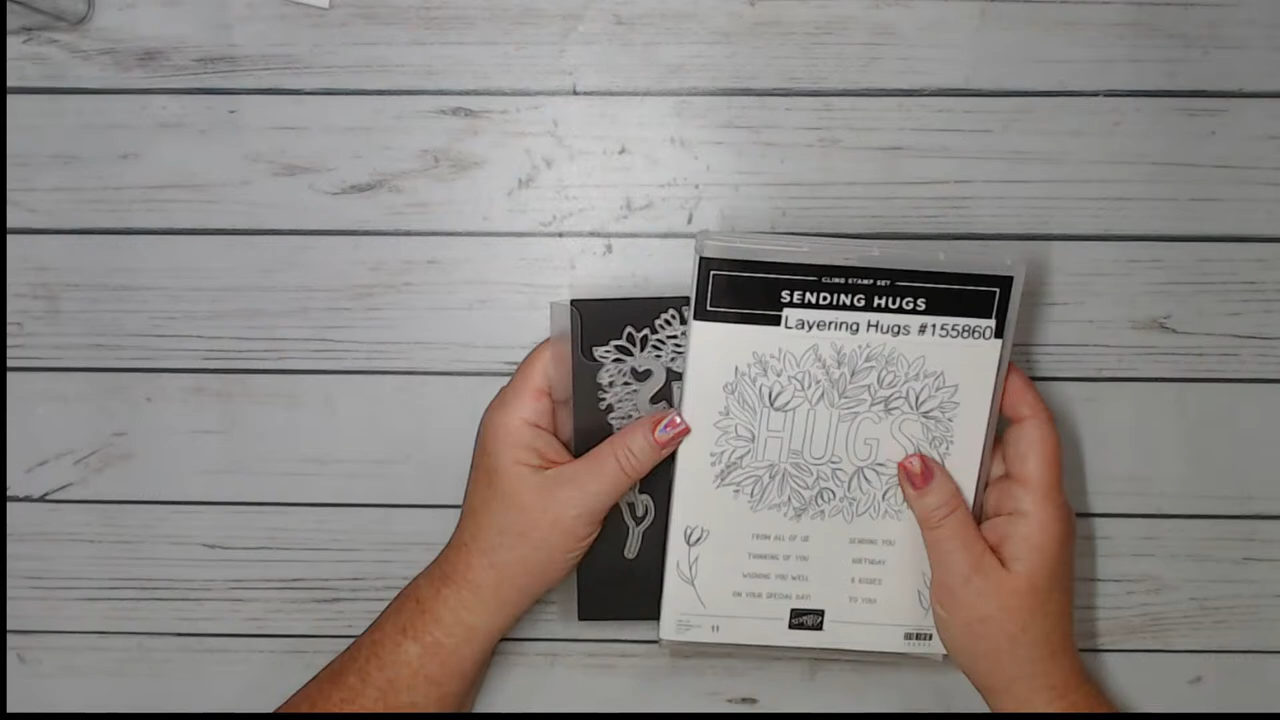 CLING STAMP SET
SENDING HUGS
Layering Hugs #155860
HUGS
FROM ALL OF US
SENDING YOU
THINKING OF YOU
BIRTHDAY
WISHING YOU WELL
& KISSES
ON YOUR SPECIAL DAY!
TO YOU!
11